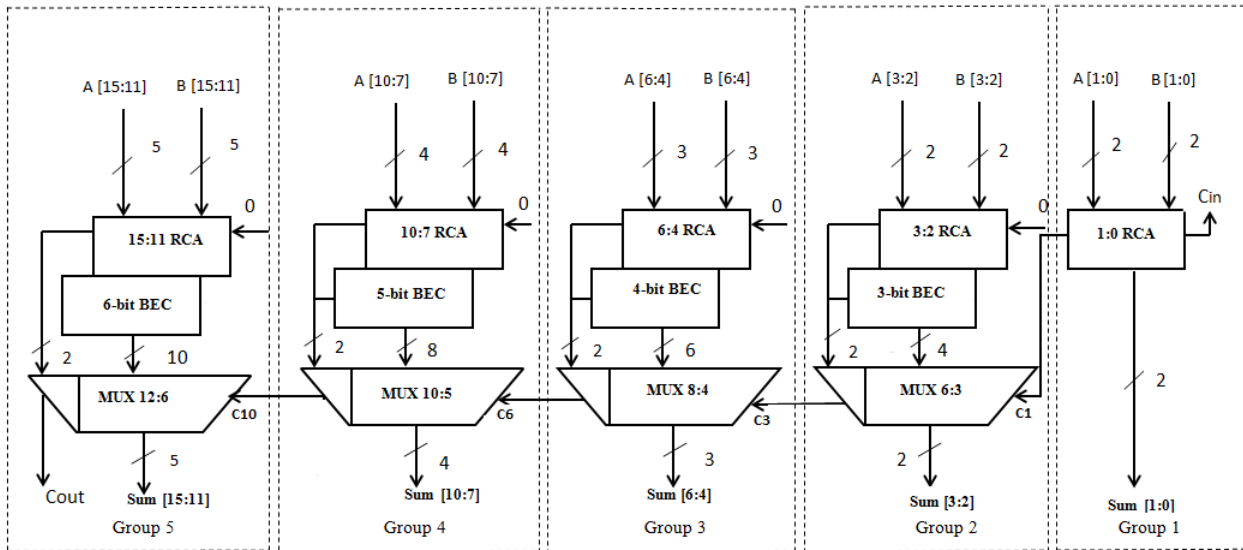 A [15:11] B [15:11]
5 5
0
15:11 RCA
6-bit BEC
2 10
MUX 12:6
C10
5
Cout
Sum [15:11]
Group 5
A [10:7] B [10:7]
4 4
0
10:7 RCA
5-bit BEC
2 8
MUX 10:5
C6
4
Sum [10:7]
Group 4
A [6:4] B [6:4]
3 3
0
6:4 RCA
4-bit BEC
2 6
MUX 8:4
C3
3
Sum [6:4]
Group 3
A [3:2] B [3:2]
2 2
0
3:2 RCA
3-bit BEC
2 4
MUX 6:3
C1
2
Sum [3:2]
Group 2
A [1:0] B [1:0]
2 2
Cin
1:0 RCA
2
Sum [1:0]
Group 1